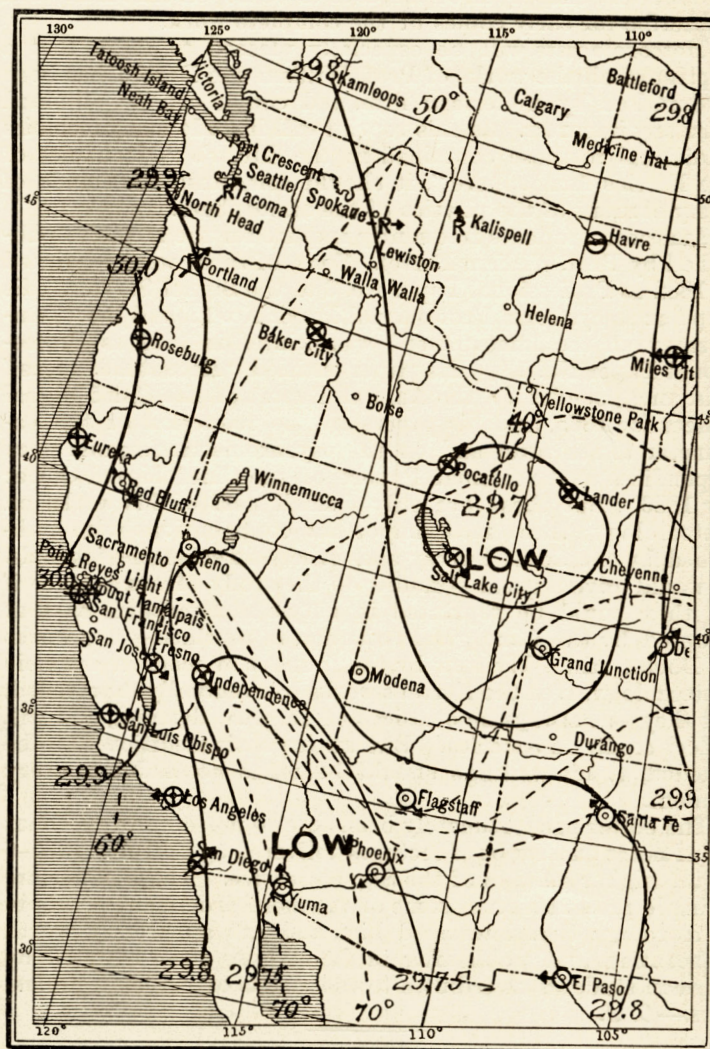 130°
125°
120°
115°
110°
Tatoosh Island
Neah Bay
Victoria
29.8
Kamloops
50°
Calgary
Battleford
29.8
Medicine Hat
Port Crescent
Seattle
Tacoma
R
29.9
North Head
Spokane
R
R
Kalispell
Havre
Lewiston
30.0
R
Portland
Walla Walla
Helena
Roseburg
Baker City
Miles Cit
Boise
Yellowstone Park
40°
Eureka
Red Bluff
Winnemucca
Pocatello
29.7
Lander
LOW
Salt Lake City
Cheyenne
Sacramento
Reno
Point Reyes Light
30.0
Mount Tamalpais
San Francisco
San Jose
Fresno
Independence
Modena
Grand Junction
De
San Luis Obispo
Durango
29.9
Los Angeles
Flagstaff
29.9
Santa Fe
60°
LOW
Phoenix
San Diego
Yuma
29.8
29.75
29.75
El Paso
29.8
70°
70°
45°
40°
35°
30°
50
45°
40°
35°
120°
115°
110°
105°